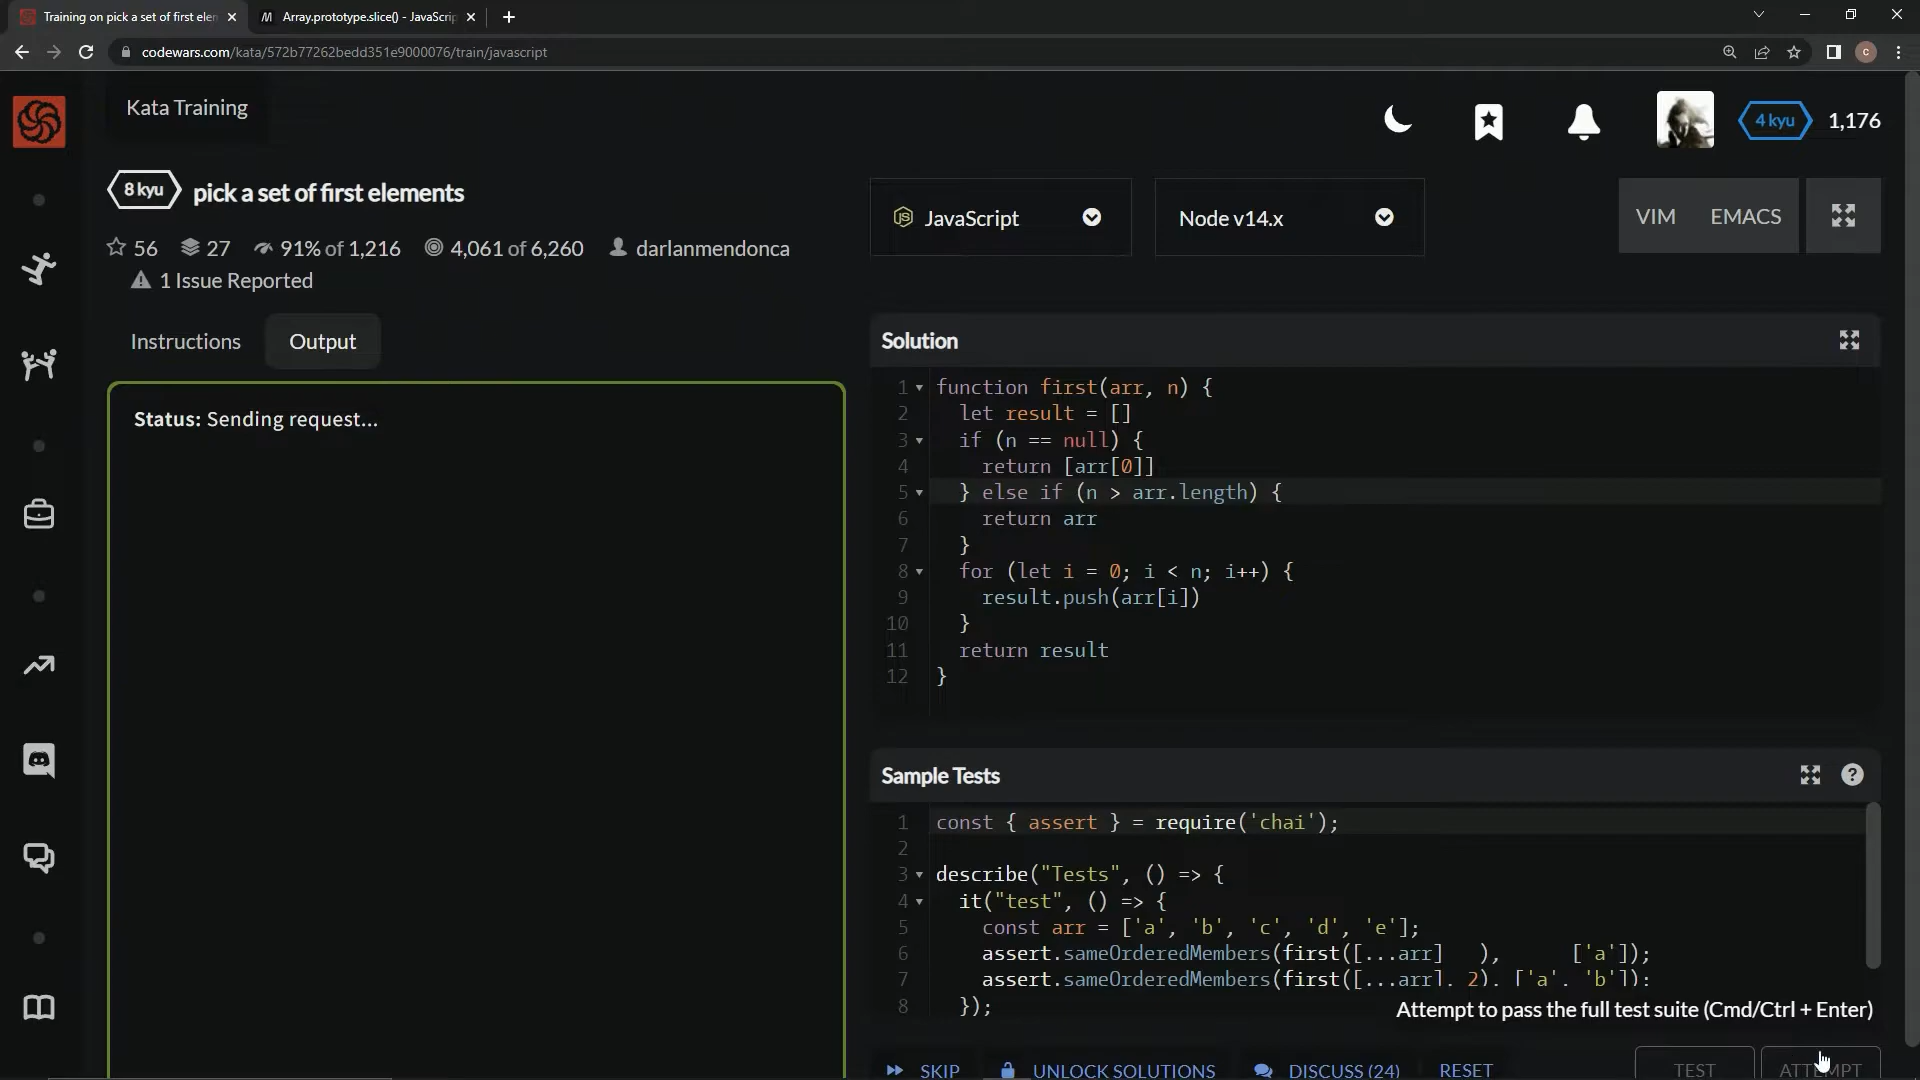 Training on pick a set of first elem
Array.prototype.slice() - JavaScrip
codewars.com/kata/572b77262bedd351e9000076/train/javascript
C
Kata Training
4 kyu
1,176
8 kyu
pick a set of first elements
56
27
91% of 1,216
4,061 of 6,260
darlanmendonca
1 Issue Reported
JavaScript
Node v14.x
VIM
EMACS
Instructions
Output
Status: Sending request...
Solution
1 function first(arr, n) {
2 let result = []
3 if (n == null) {
4 return [arr[0]]
5 } else if (n > arr.length) {
6 return arr
7 }
8 for (let i = 0; i < n; i++) {
9 result.push(arr[i])
10 }
11 return result
12 }
Sample Tests
1 const { assert } = require('chai');
2
3 describe("Tests", () => {
4 it("test", () => {
5 const arr = ['a', 'b', 'c', 'd', 'e'];
6 assert.sameOrderedMembers(first([...arr] ), ['a']);
7 assert.sameOrderedMembers(first([...arr], 2), ['a', 'b']);
8 });
Attempt to pass the full test suite (Cmd/Ctrl + Enter)
SKIP
UNLOCK SOLUTIONS
DISCUSS (24)
RESET
TEST
ATTEMPT